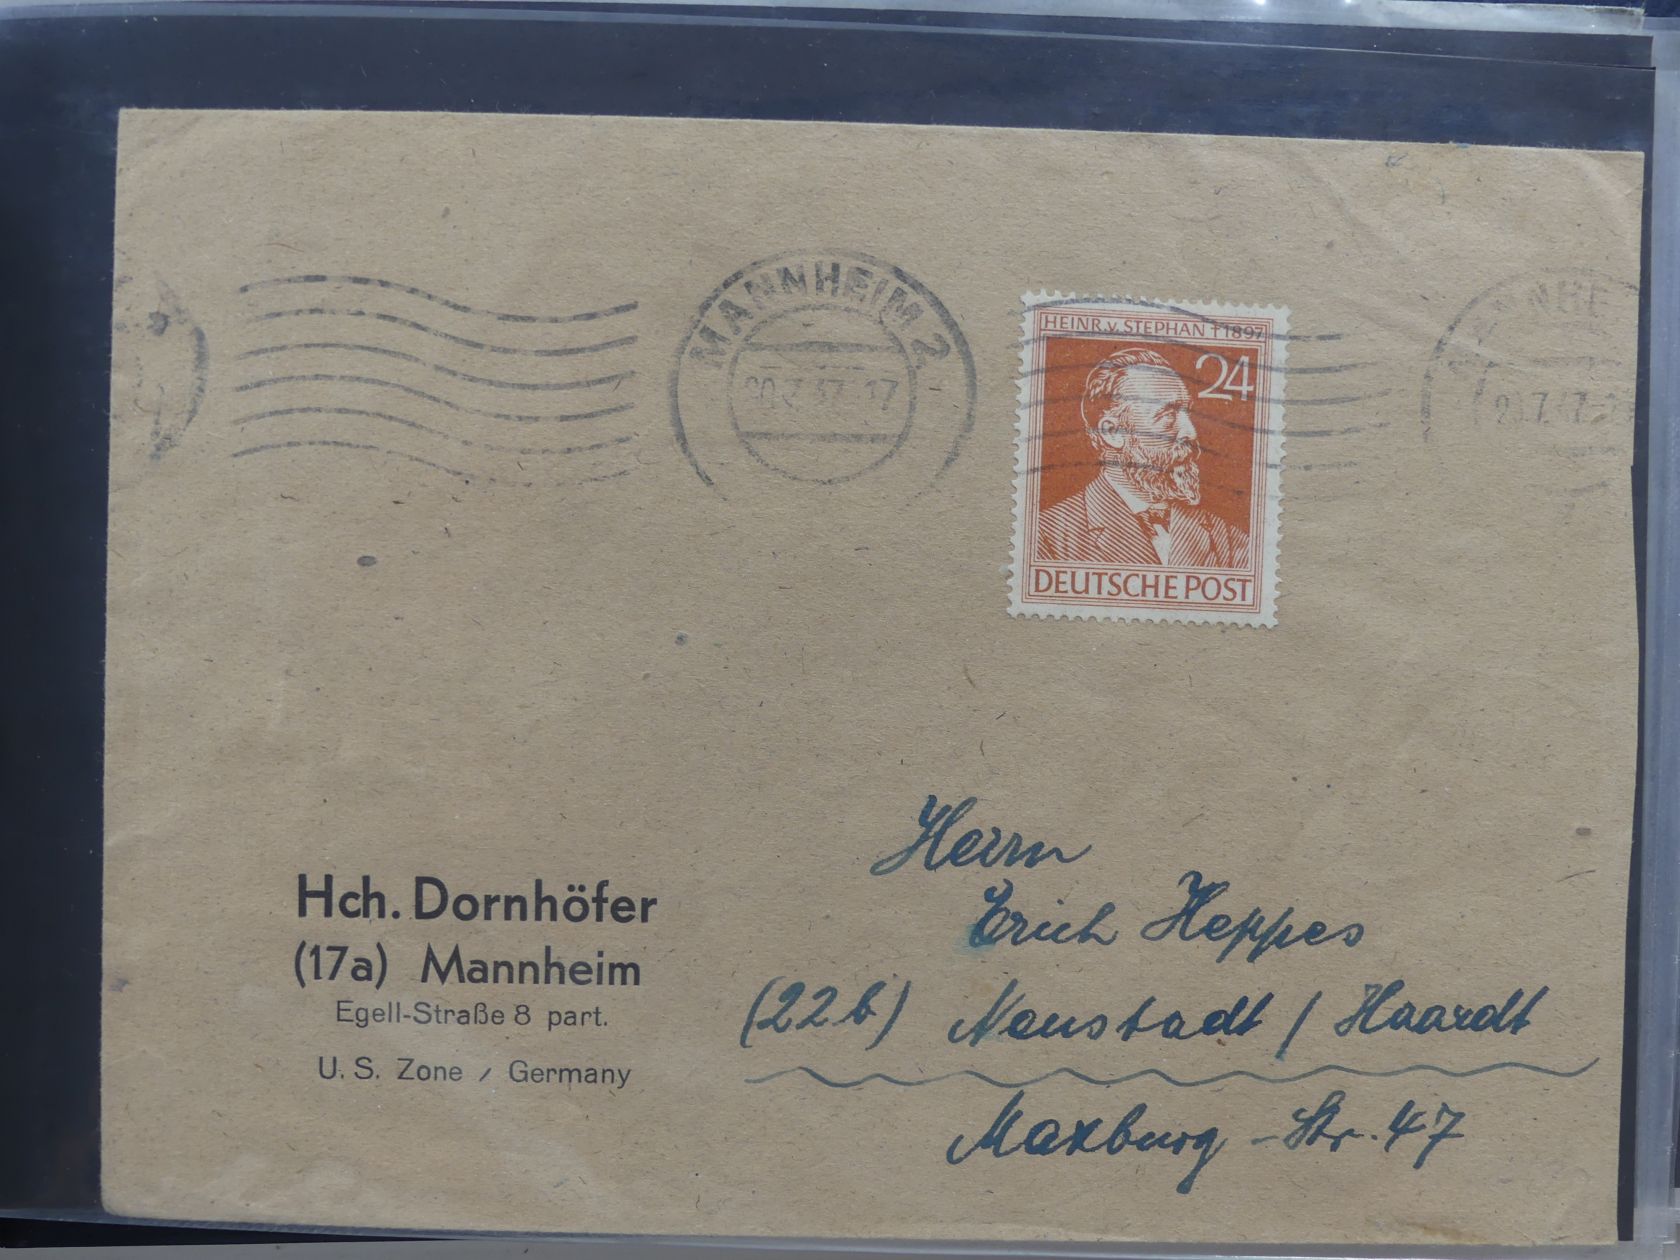 MANNHEIM 2
HEINR. v. STEPHAN † 1897
24
DEUTSCHE POST
Hch. Dornhöfer
(17a) Mannheim
Egell-Straße 8 part.
U. S. Zone / Germany
Herrn
Erich Heppes
(22b) Neustadt / Haardt
Maxburg-Str. 47